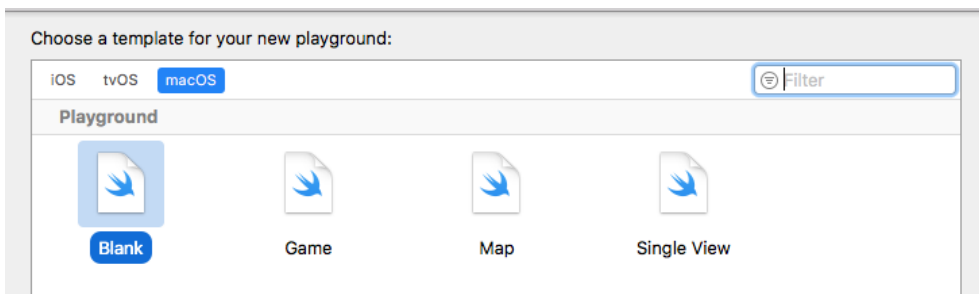 Choose a template for your new playground:
iOS tvOS macOS Filter
Playground
Blank Game Map Single View